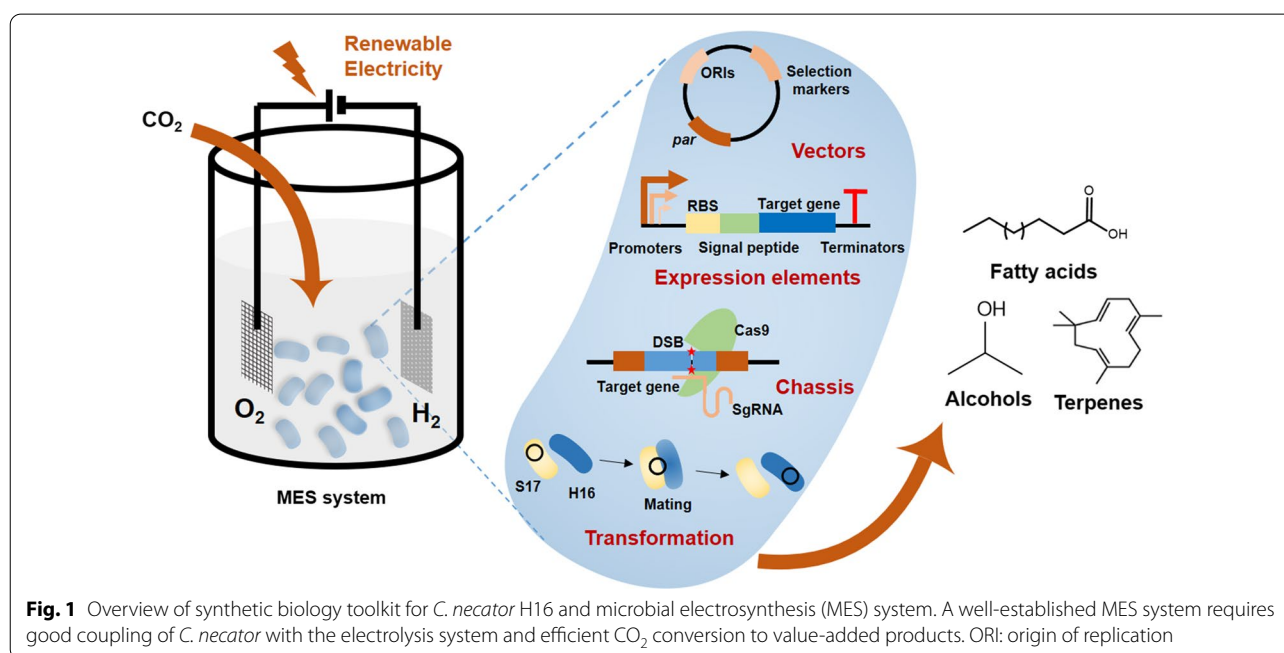 Renewable
Electricity
CO2
O2
H2
MES system
ORIs
Selection
markers
par
Vectors
RBS
Target gene
Promoters
Signal peptide
Terminators
Expression elements
Cas9
DSB
Target gene
Chassis
SgRNA
S17
H16
Mating
Transformation
O
OH
Fatty acids
OH
Alcohols
Terpenes
Fig. 1 Overview of synthetic biology toolkit for C. necator H16 and microbial electrosynthesis (MES) system. A well-established MES system requires
good coupling of C. necator with the electrolysis system and efficient CO2 conversion to value-added products. ORI: origin of replication